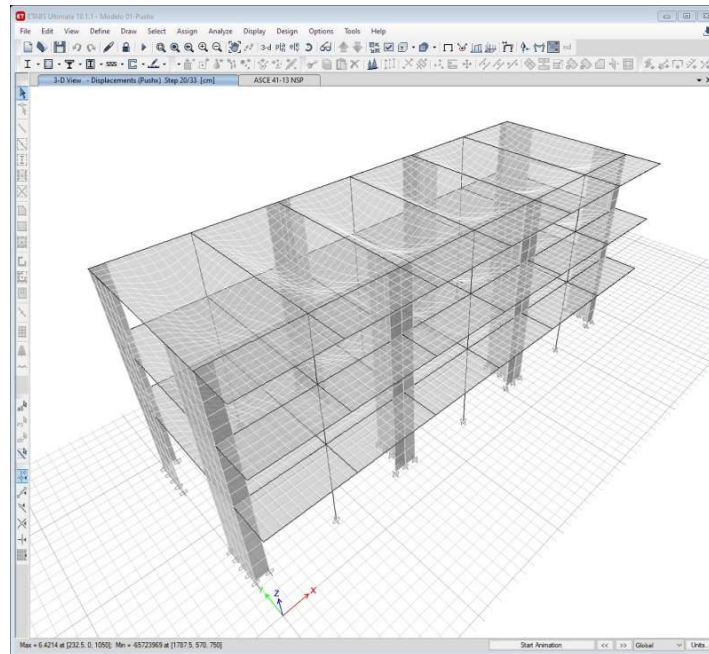 ETABS Ultimate 18.1.1 - Modelo 01-Pushx
File Edit View Define Draw Select Assign Analyze Display Design Options Tools Help
3-D View - Displacements (Pushx) Step 20/33 [cm] ASCE 41-13 NSP
Y Z X
Max = 6.4214 at [232.5, 0, 1050]; Min = -65723969 at [1787.5, 570, 750] Start Animation << >> Global Units...